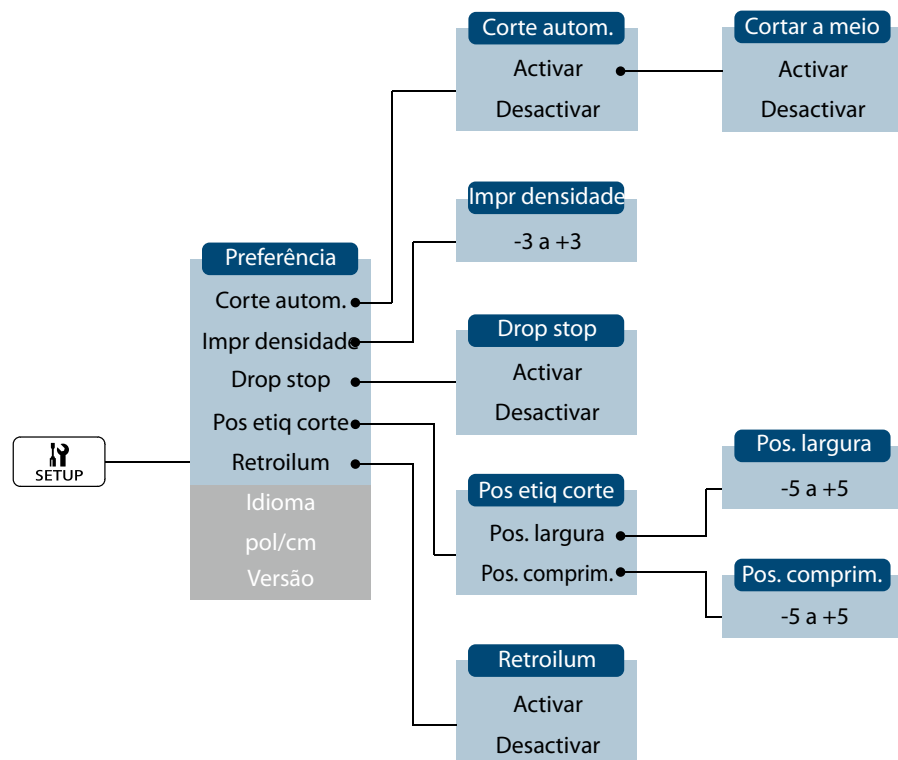 SETUP
Preferência
Corte autom.
Impr densidade
Drop stop
Pos etiq corte
Retroilum
Idioma
pol/cm
Versão
Corte autom.
Activar
Desactivar
Cortar a meio
Activar
Desactivar
Impr densidade
-3 a +3
Drop stop
Activar
Desactivar
Pos etiq corte
Pos. largura
Pos. comprim.
Pos. largura
-5 a +5
Pos. comprim.
-5 a +5
Retroilum
Activar
Desactivar